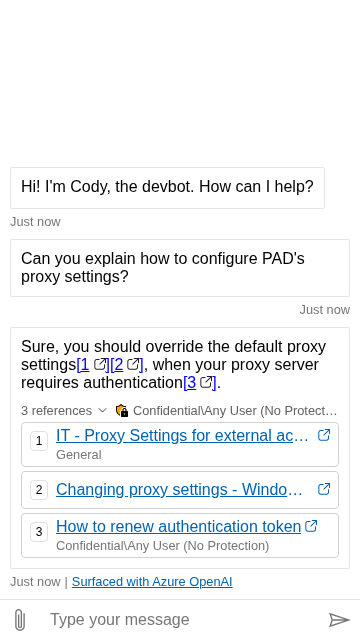 Hi! I'm Cody, the devbot. How can I help?
Just now
Can you explain how to configure PAD's
proxy settings?
Just now
Sure, you should override the default proxy
settings[1][2], when your proxy server
requires authentication[3].
3 references Confidential\Any User (No Protect…
1 IT - Proxy Settings for external ac…
General
2 Changing proxy settings - Windo…
3 How to renew authentication token
Confidential\Any User (No Protection)
Just now | Surfaced with Azure OpenAI
Type your message